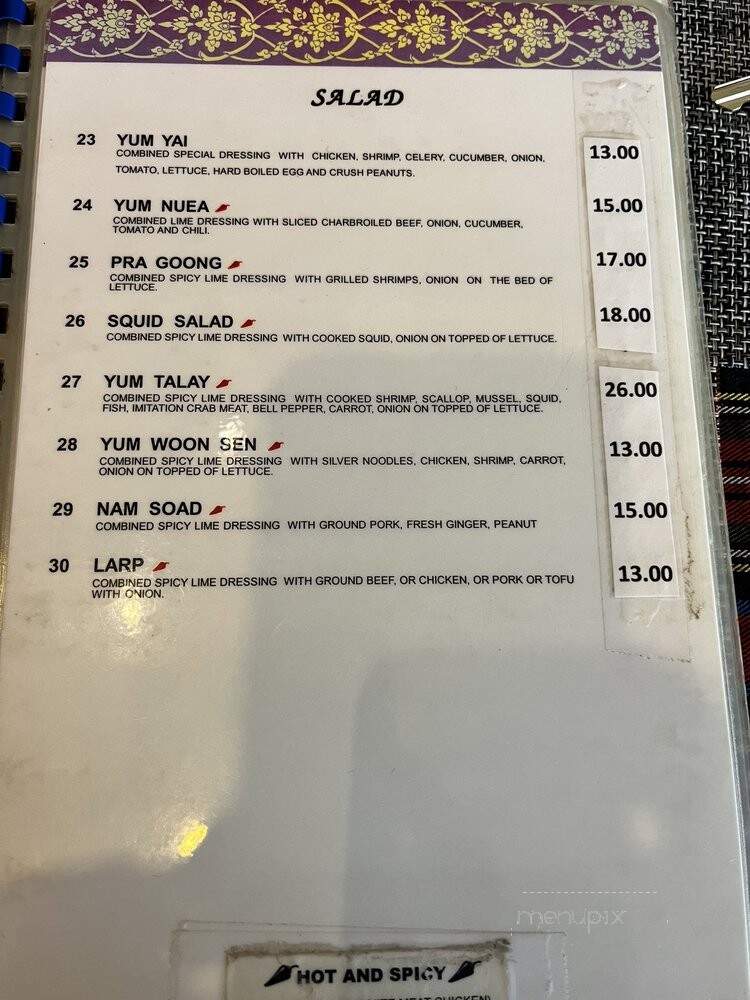 SALAD
23 YUM YAI 13.00
COMBINED SPECIAL DRESSING WITH CHICKEN, SHRIMP, CELERY, CUCUMBER, ONION,
TOMATO, LETTUCE, HARD BOILED EGG AND CRUSH PEANUTS.
24 YUM NUEA 15.00
COMBINED LIME DRESSING WITH SLICED CHARBROILED BEEF, ONION, CUCUMBER,
TOMATO AND CHILI.
25 PRA GOONG 17.00
COMBINED SPICY LIME DRESSING WITH GRILLED SHRIMPS, ONION ON THE BED OF
LETTUCE.
26 SQUID SALAD 18.00
COMBINED SPICY LIME DRESSING WITH COOKED SQUID, ONION ON TOPPED OF LETTUCE.
27 YUM TALAY 26.00
COMBINED SPICY LIME DRESSING WITH COOKED SHRIMP, SCALLOP, MUSSEL, SQUID,
FISH, IMITATION CRAB MEAT, BELL PEPPER, CARROT, ONION ON TOPPED OF LETTUCE.
28 YUM WOON SEN 13.00
COMBINED SPICY LIME DRESSING WITH SILVER NOODLES, CHICKEN, SHRIMP, CARROT,
ONION ON TOPPED OF LETTUCE.
29 NAM SOAD 15.00
COMBINED SPICY LIME DRESSING WITH GROUND PORK, FRESH GINGER, PEANUT
30 LARP 13.00
COMBINED SPICY LIME DRESSING WITH GROUND BEEF, OR CHICKEN, OR PORK OR TOFU
WITH ONION.
menupix
HOT AND SPICY
MEAT CHICKEN)